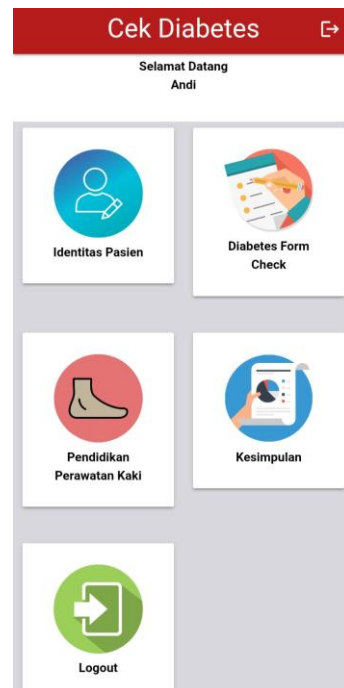 Cek Diabetes
Selamat Datang
Andi
Identitas Pasien
Diabetes Form
Check
Pendidikan
Perawatan Kaki
Kesimpulan
Logout